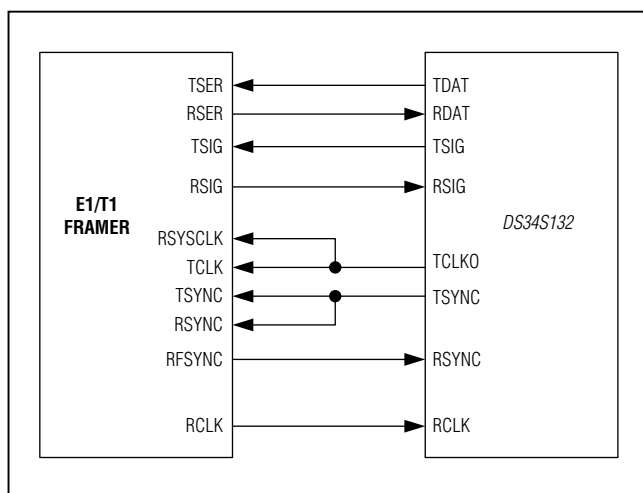 TSER TDAT
RSER RDAT
TSIG TSIG
RSIG RSIG
E1/T1
FRAMER
DS34S132
RSYSCLK
TCLK TCLKO
TSYNC TSYNC
RSYNC
RFSYNC RSYNC
RCLK RCLK